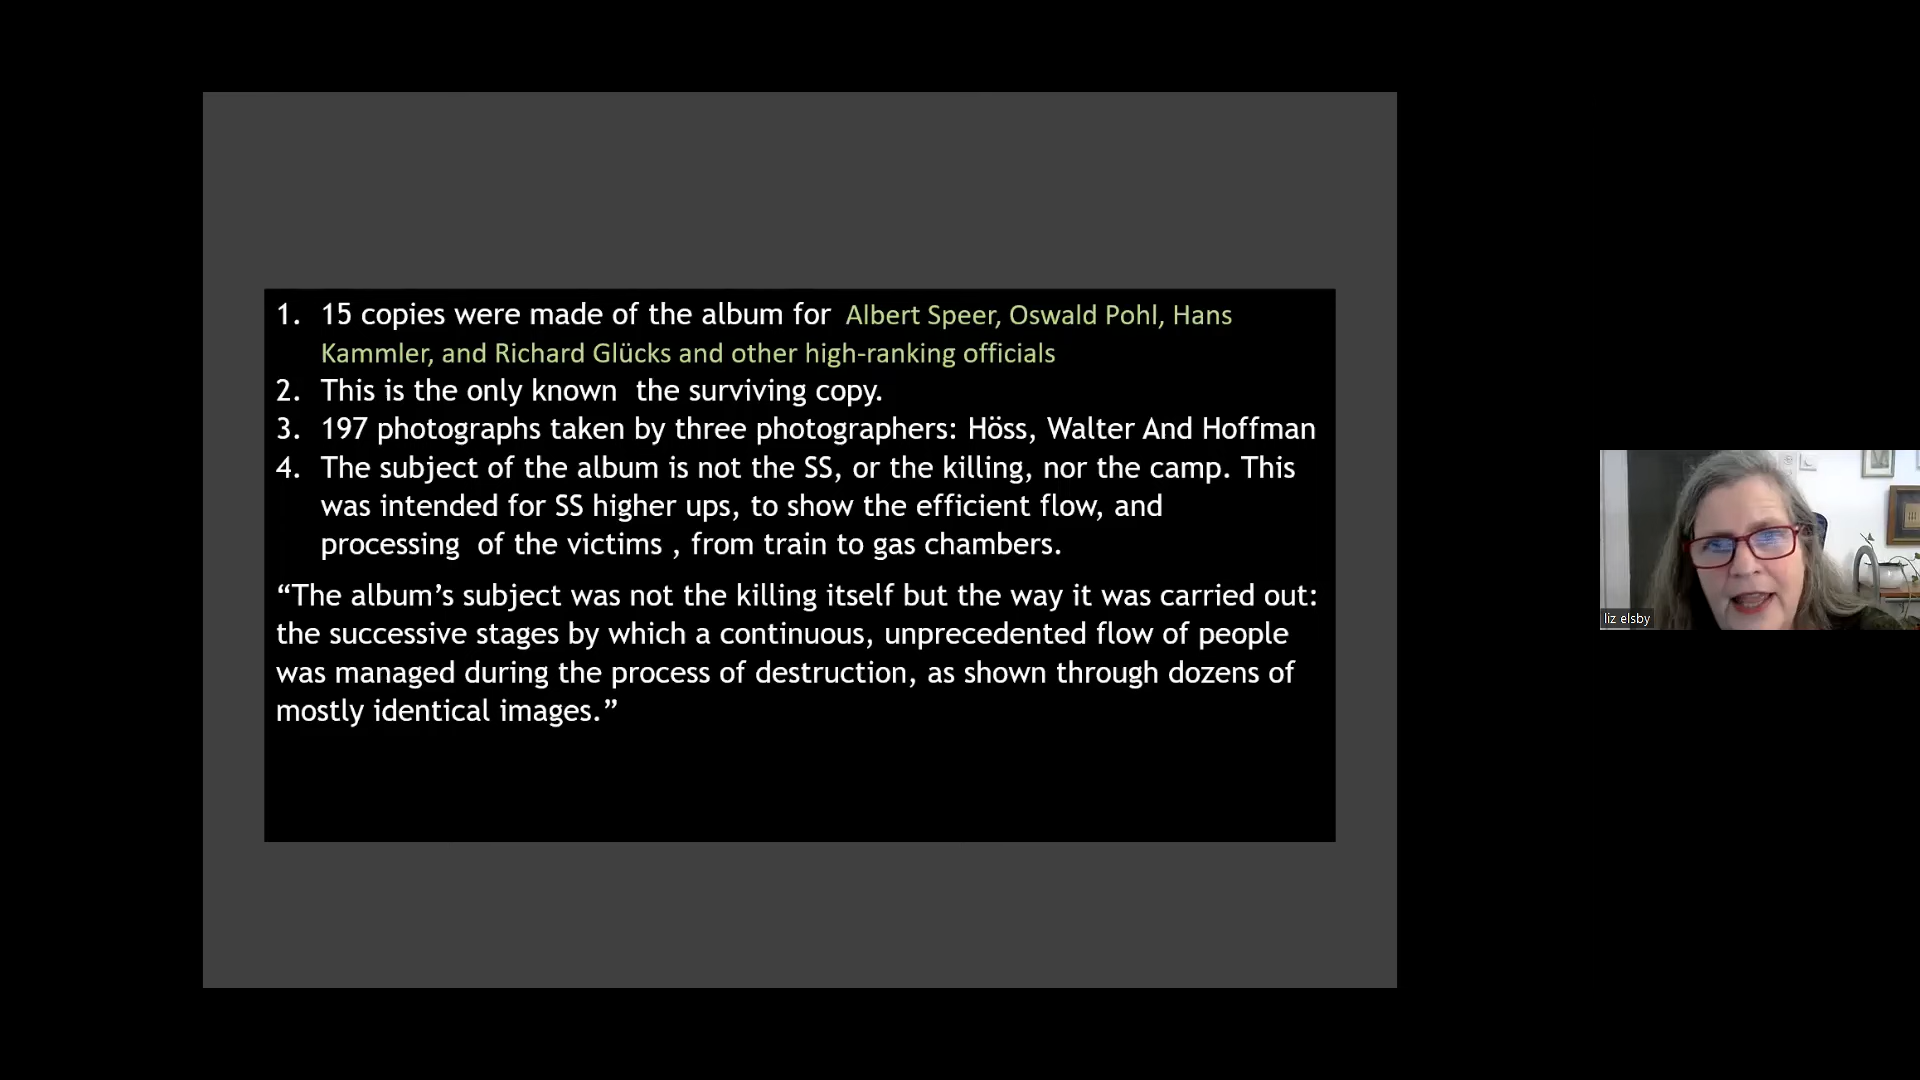 1. 15 copies were made of the album for Albert Speer, Oswald Pohl, Hans
Kammler, and Richard Glücks and other high-ranking officials
2. This is the only known the surviving copy.
3. 197 photographs taken by three photographers: Höss, Walter And Hoffman
4. The subject of the album is not the SS, or the killing, nor the camp. This
was intended for SS higher ups, to show the efficient flow, and
processing of the victims , from train to gas chambers.
“The album’s subject was not the killing itself but the way it was carried out:
the successive stages by which a continuous, unprecedented flow of people
was managed during the process of destruction, as shown through dozens of
mostly identical images.”
liz elsby